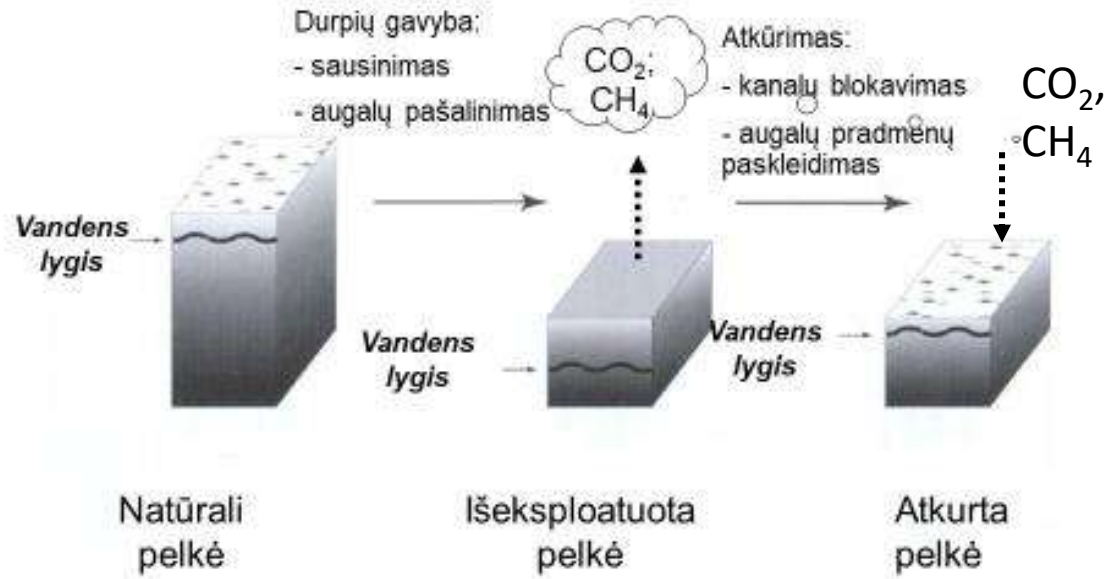 Durpių gavyba:
- sausinimas
- augalų pašalinimas
CO₂;
CH₄
Atkūrimas:
- kanalų blokavimas
- augalų pradmenų
paskleidimas
CO₂,
CH₄
Vandens
lygis
Vandens
lygis
Vandens
lygis
Natūrali
pelkė
Išeksploatuota
pelkė
Atkurta
pelkė